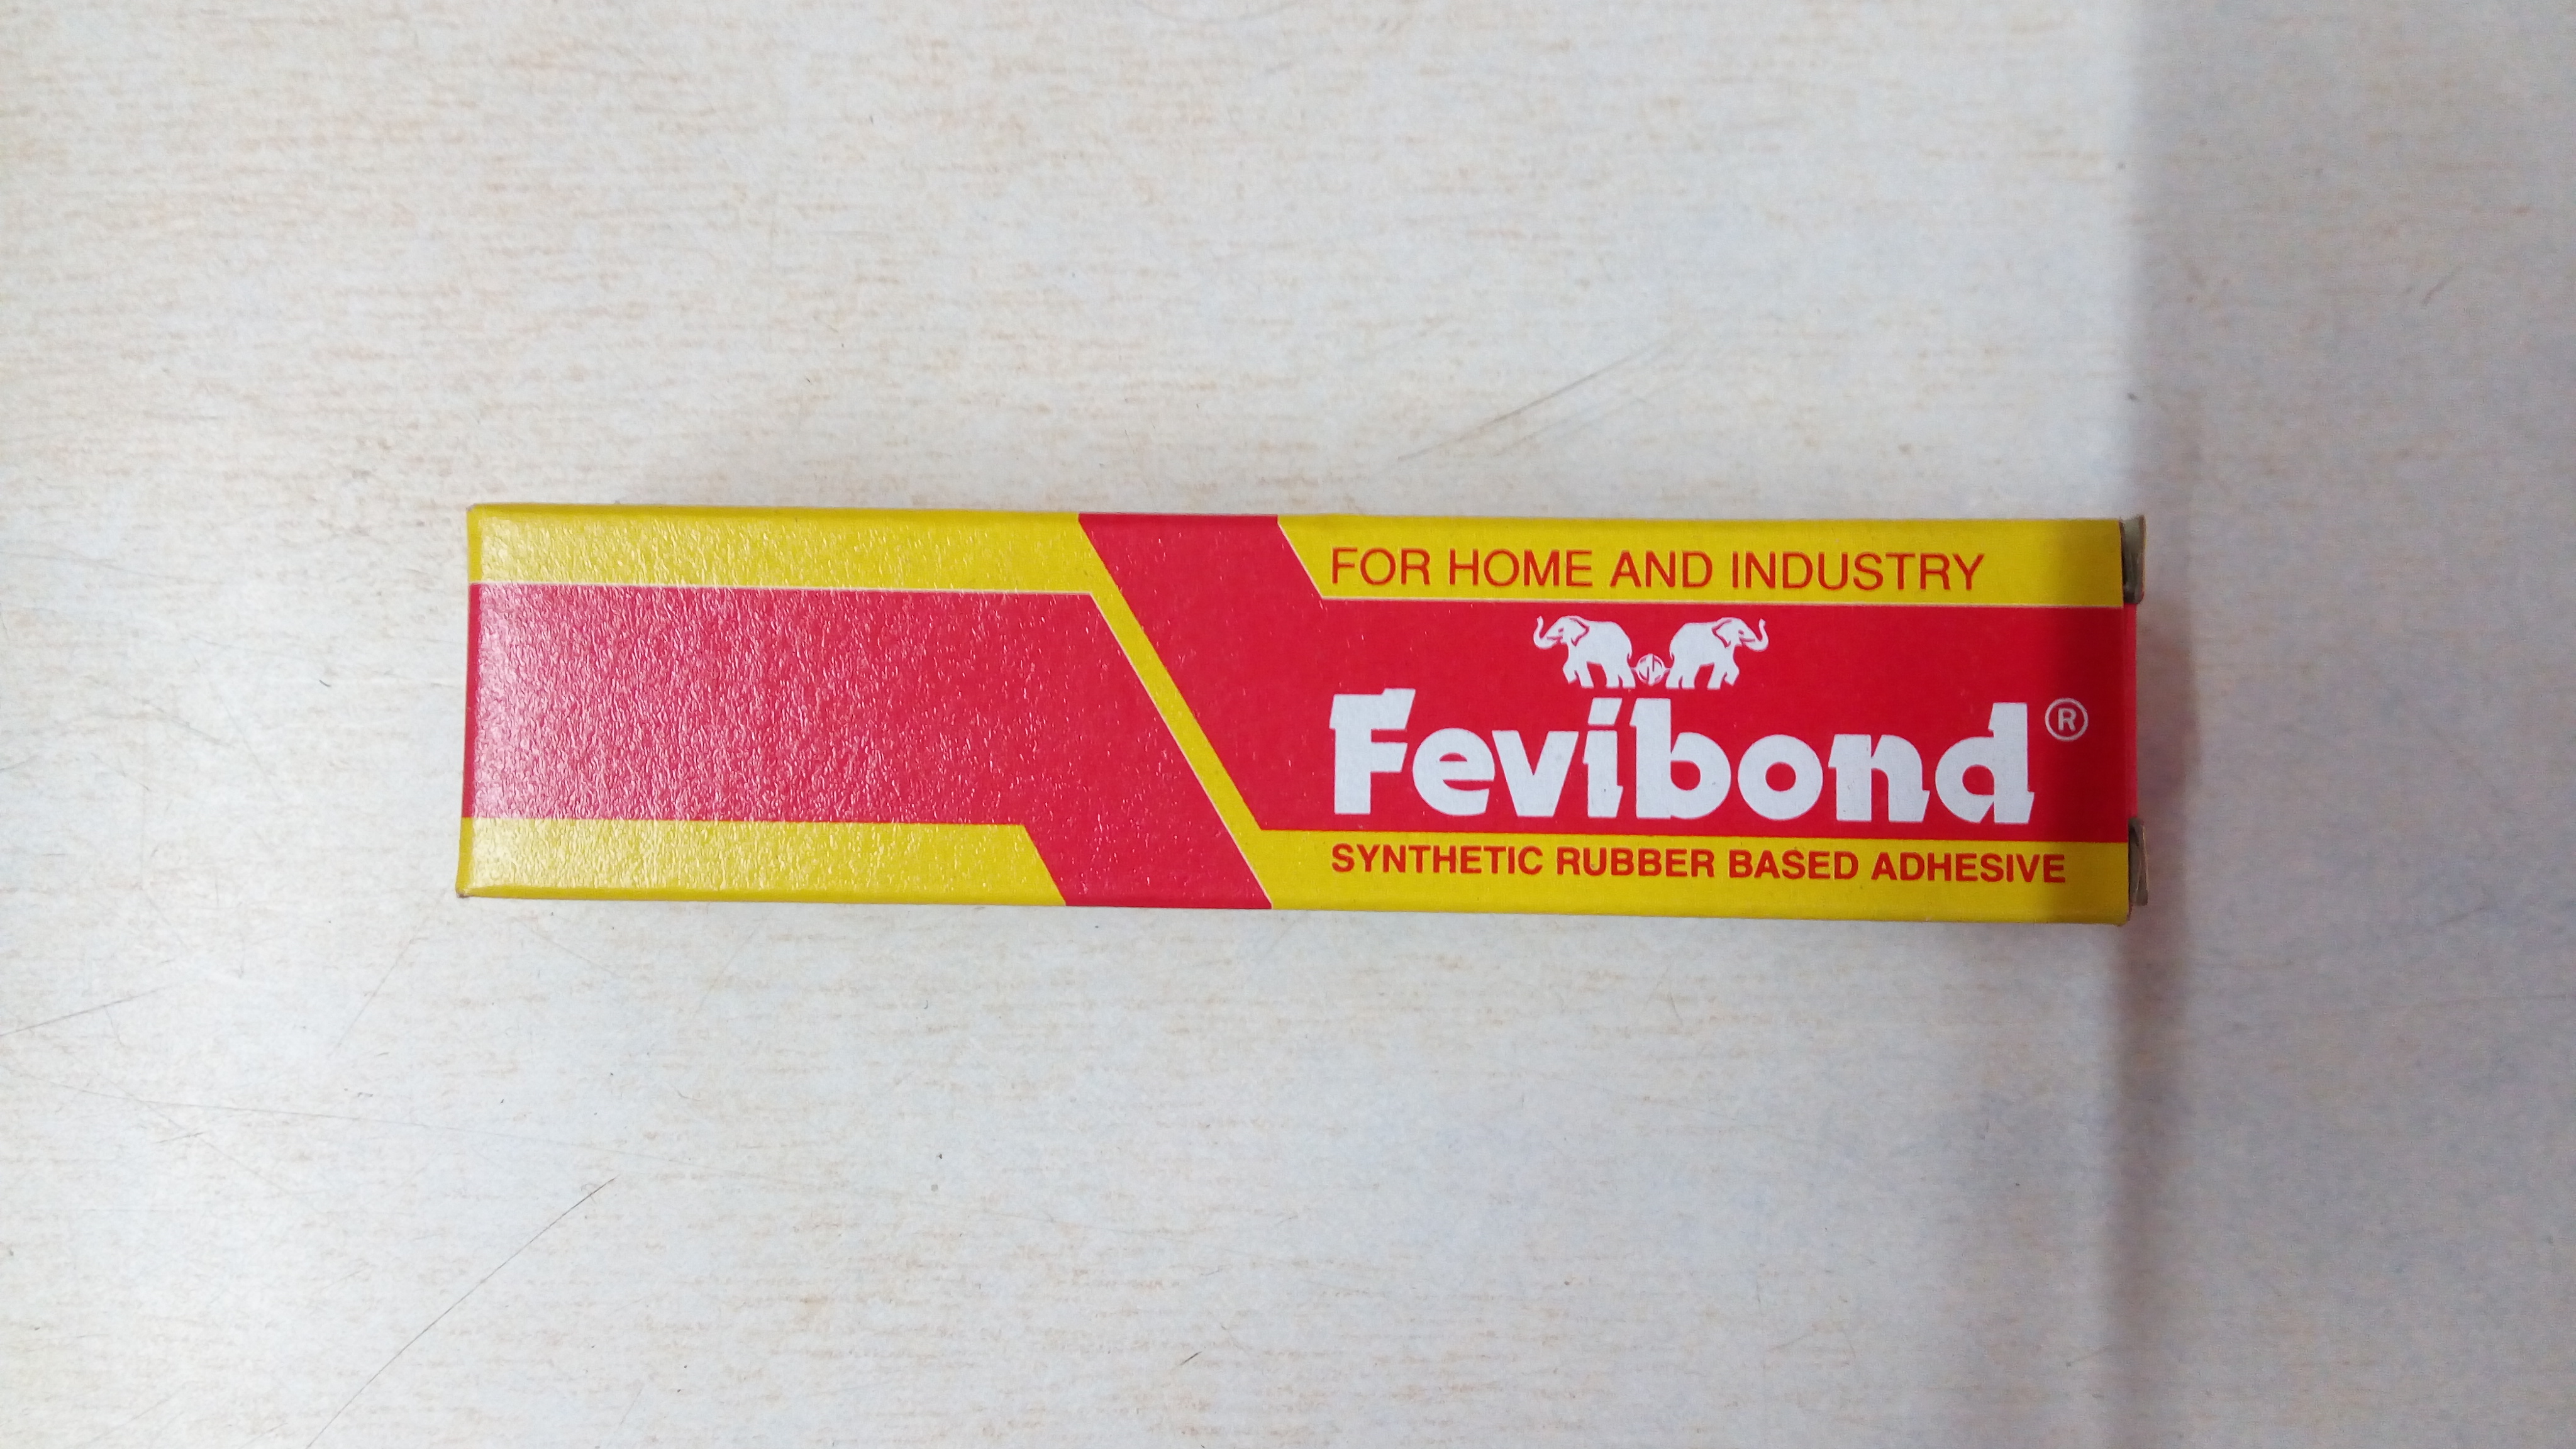 FOR HOME AND INDUSTRY
Fevibond®
SYNTHETIC RUBBER BASED ADHESIVE